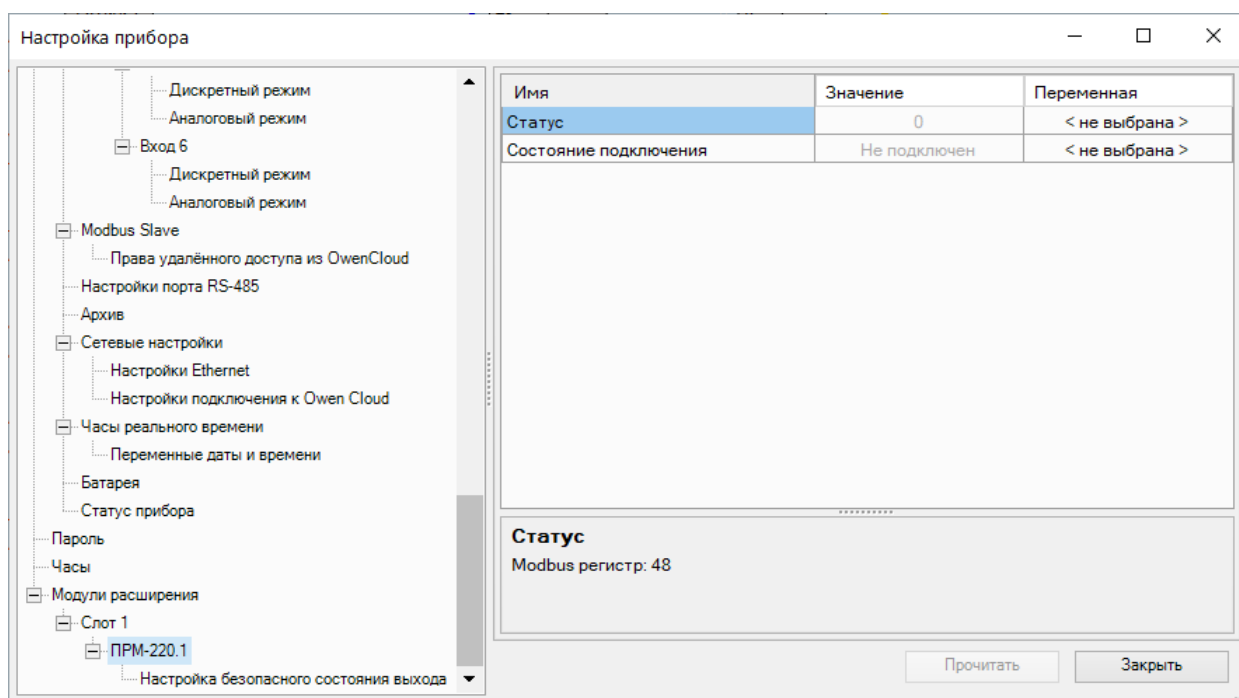 Настройка прибора
Дискретный режим
Аналоговый режим
Вход 6
Дискретный режим
Аналоговый режим
Modbus Slave
Права удалённого доступа из OwenCloud
Настройки порта RS-485
Архив
Сетевые настройки
Настройки Ethernet
Настройки подключения к Owen Cloud
Часы реального времени
Переменные даты и времени
Батарея
Статус прибора
Пароль
Часы
Модули расширения
Слот 1
ПРМ-220.1
Настройка безопасного состояния выхода
Имя Значение Переменная
Статус 0 < не выбрана >
Состояние подключения Не подключен < не выбрана >
Статус
Modbus регистр: 48
Прочитать Закрыть